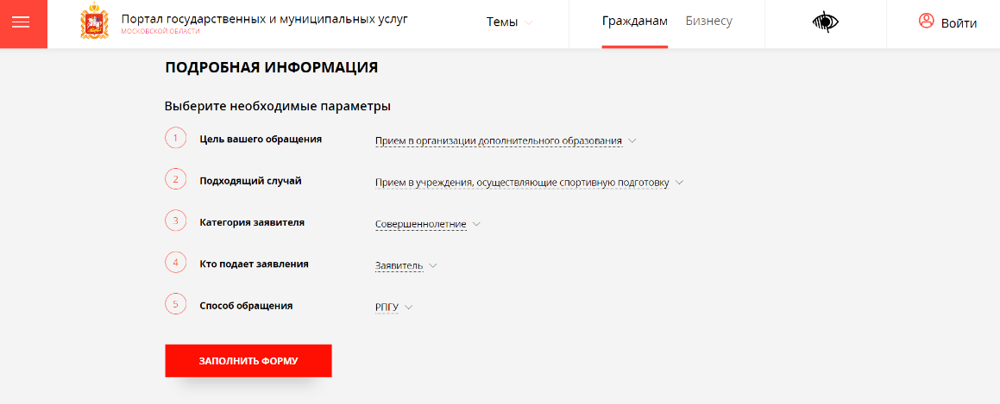 Портал государственных и муниципальных услуг
МОСКОВСКОЙ ОБЛАСТИ
Темы
Гражданам
Бизнесу
Войти
ПОДРОБНАЯ ИНФОРМАЦИЯ
Выберите необходимые параметры
1 Цель вашего обращения Прием в организации дополнительного образования
2 Подходящий случай Прием в учреждения, осуществляющие спортивную подготовку
3 Категория заявителя Совершеннолетние
4 Кто подает заявления Заявитель
5 Способ обращения РПГУ
ЗАПОЛНИТЬ ФОРМУ